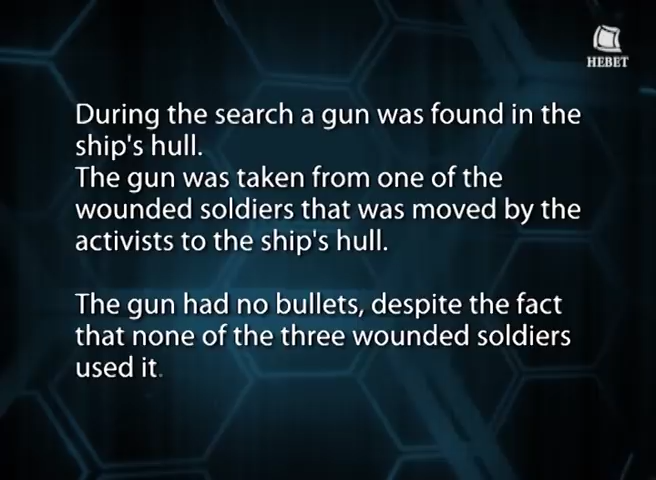 HEBET
During the search a gun was found in the
ship's hull.
The gun was taken from one of the
wounded soldiers that was moved by the
activists to the ship's hull.
The gun had no bullets, despite the fact
that none of the three wounded soldiers
used it.